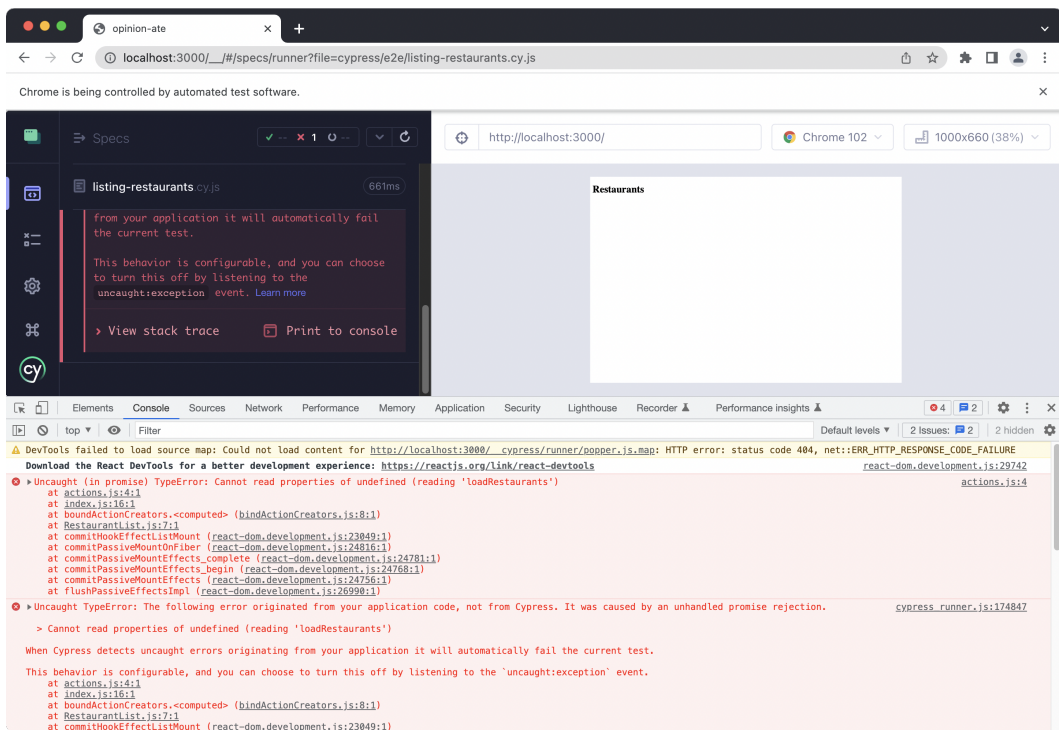 opinion-ate
localhost:3000/__/#/specs/runner?file=cypress/e2e/listing-restaurants.cy.js
Chrome is being controlled by automated test software.
Specs
-- 1 --
http://localhost:3000/
Chrome 102
1000x660 (38%)
listing-restaurants.cy.js
661ms
from your application it will automatically fail
the current test.
This behavior is configurable, and you can choose
to turn this off by listening to the
uncaught:exception event. Learn more
> View stack trace
Print to console
cy
Restaurants
Elements Console Sources Network Performance Memory Application Security Lighthouse Recorder Performance insights 4 2
top Filter Default levels 2 Issues: 2 2 hidden
DevTools failed to load source map: Could not load content for http://localhost:3000/__cypress/runner/popper.js.map: HTTP error: status code 404, net::ERR_HTTP_RESPONSE_CODE_FAILURE
Download the React DevTools for a better development experience: https://reactjs.org/link/react-devtools react-dom.development.js:29742
Uncaught (in promise) TypeError: Cannot read properties of undefined (reading 'loadRestaurants') actions.js:4
at actions.js:4:1
at index.js:16:1
at boundActionCreators.<computed> (bindActionCreators.js:8:1)
at RestaurantList.js:7:1
at commitHookEffectListMount (react-dom.development.js:23049:1)
at commitPassiveMountOnFiber (react-dom.development.js:24816:1)
at commitPassiveMountEffects_complete (react-dom.development.js:24781:1)
at commitPassiveMountEffects_begin (react-dom.development.js:24768:1)
at commitPassiveMountEffects (react-dom.development.js:24756:1)
at flushPassiveEffectsImpl (react-dom.development.js:26990:1)
Uncaught TypeError: The following error originated from your application code, not from Cypress. It was caused by an unhandled promise rejection. cypress_runner.js:174847
> Cannot read properties of undefined (reading 'loadRestaurants')
When Cypress detects uncaught errors originating from your application it will automatically fail the current test.
This behavior is configurable, and you can choose to turn this off by listening to the `uncaught:exception` event.
at actions.js:4:1
at index.js:16:1
at boundActionCreators.<computed> (bindActionCreators.js:8:1)
at RestaurantList.js:7:1
at commitHookEffectListMount (react-dom.development.js:23049:1)